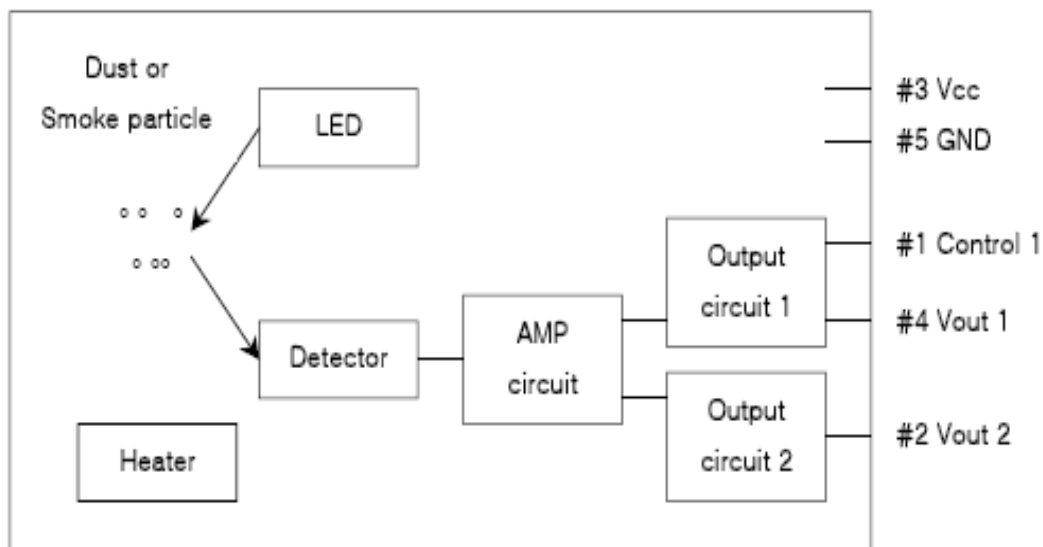 Dust or
Smoke particle
LED
#3 Vcc
#5 GND
Output
circuit 1
#1 Control 1
#4 Vout 1
AMP
circuit
Detector
Output
circuit 2
#2 Vout 2
Heater